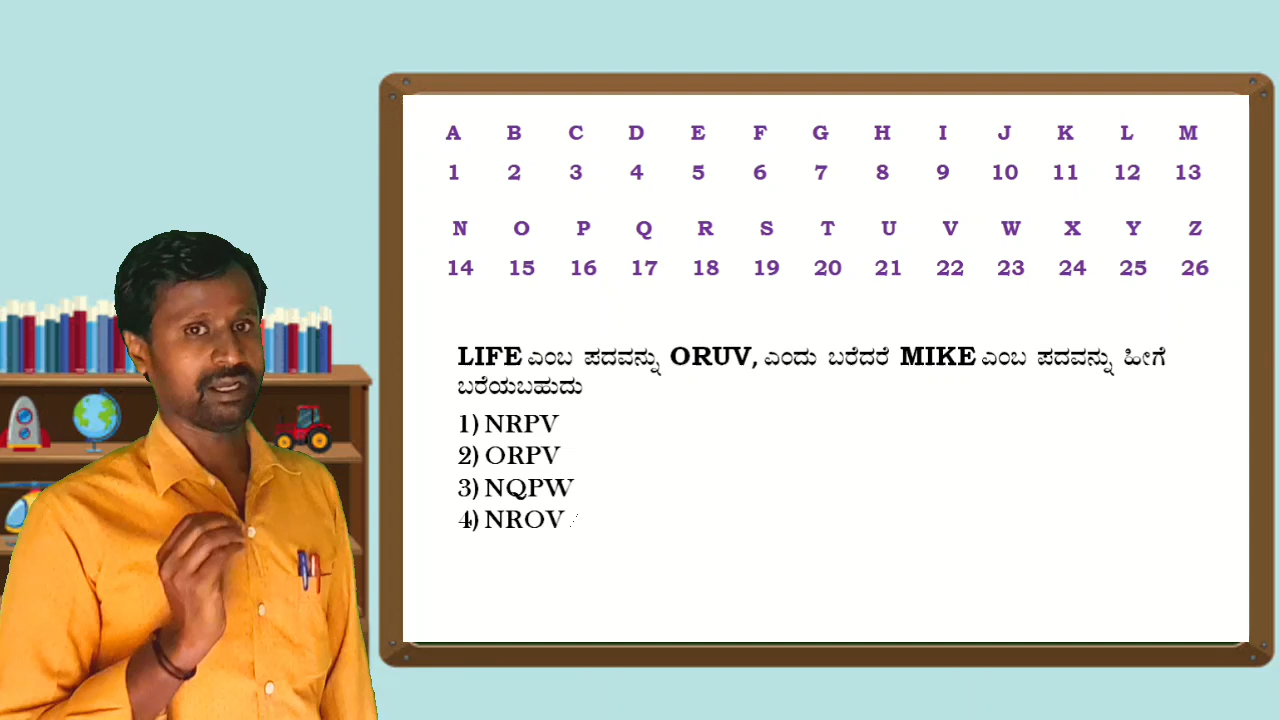 A B C D E F G H I J K L M
1 2 3 4 5 6 7 8 9 10 11 12 13
N O P Q R S T U V W X Y Z
14 15 16 17 18 19 20 21 22 23 24 25 26
LIFE ಎಂಬ ಪದವನ್ನು ORUV, ಎಂದು ಬರೆದರೆ MIKE ಎಂಬ ಪದವನ್ನು ಹೀಗೆ
ಬರೆಯಬಹುದು
1) NRPV
2) ORPV
3) NQPW
4) NROV